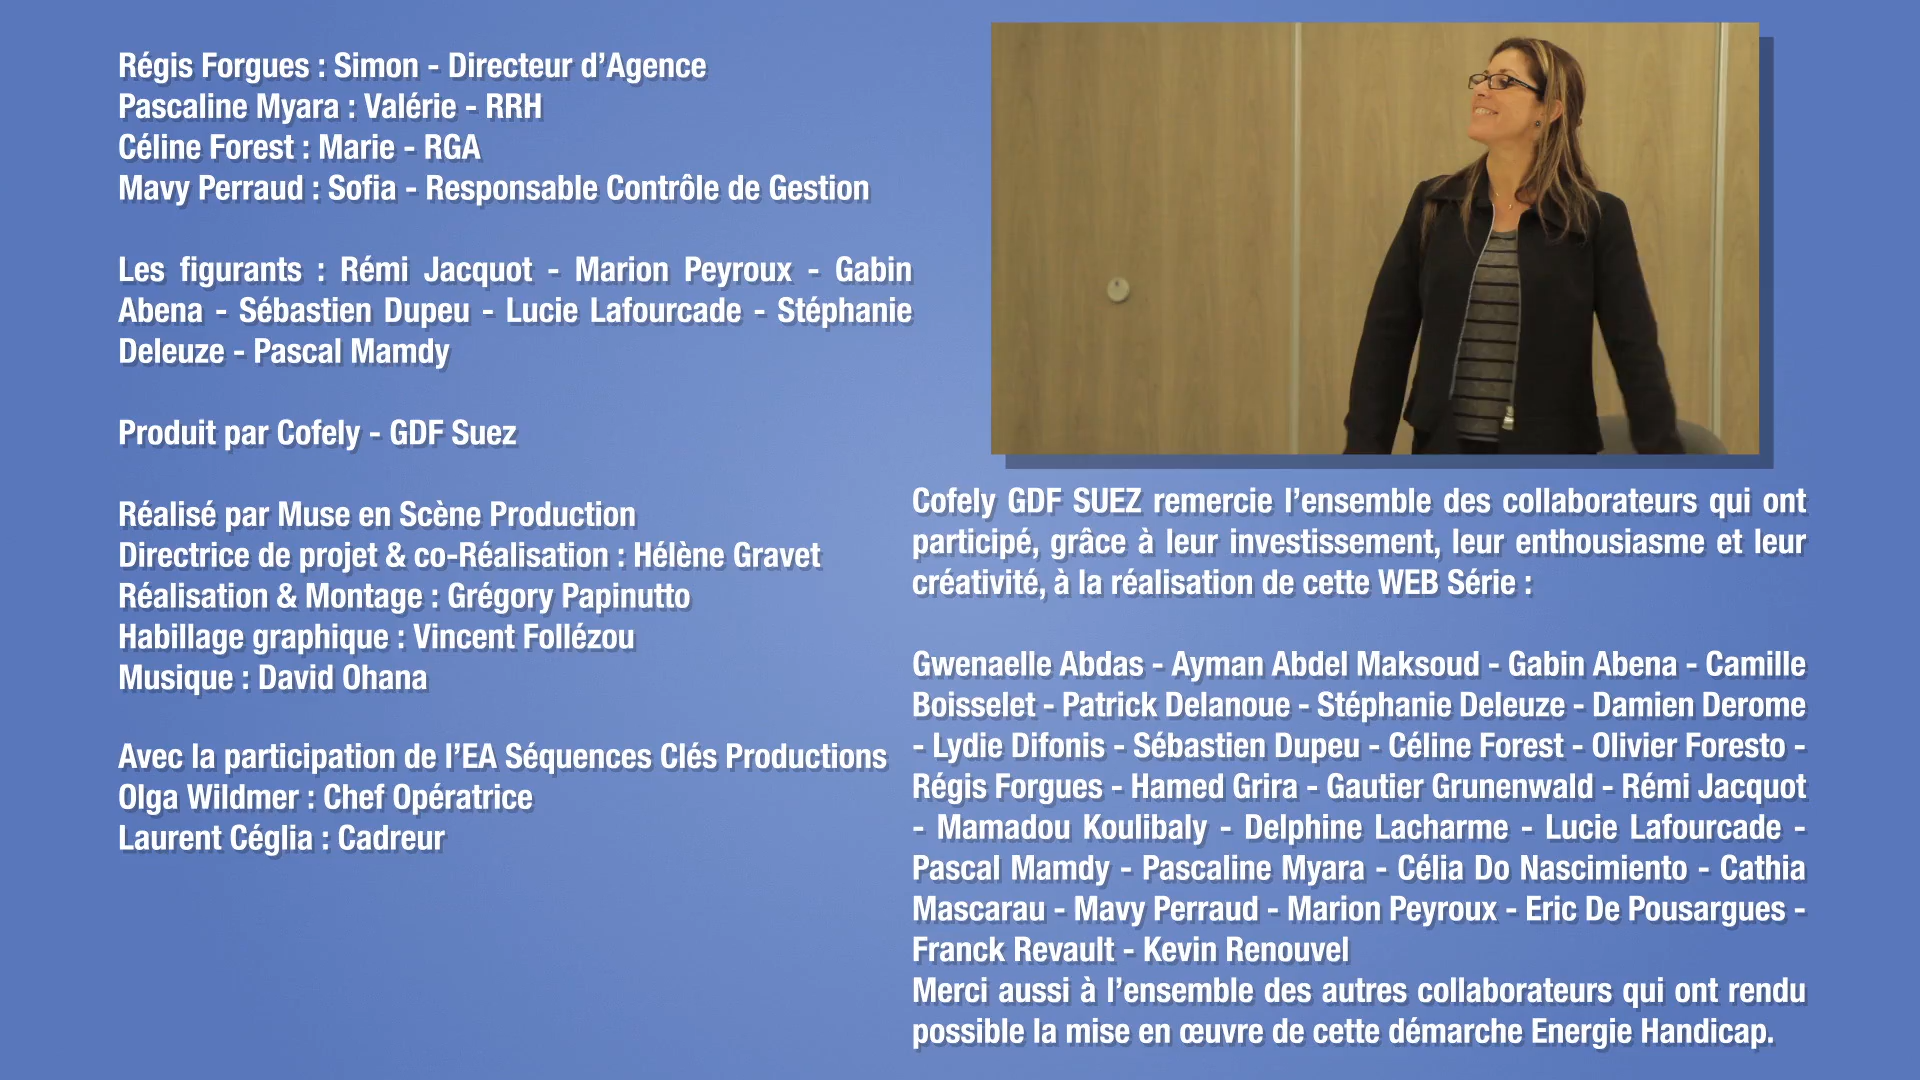 Régis Forgues : Simon - Directeur d’Agence
Pascaline Myara : Valérie - RRH
Céline Forest : Marie - RGA
Mavy Perraud : Sofia - Responsable Contrôle de Gestion
Les figurants : Rémi Jacquot - Marion Peyroux - Gabin
Abena - Sébastien Dupeu - Lucie Lafourcade - Stéphanie
Deleuze - Pascal Mamdy
Produit par Cofely - GDF Suez
Réalisé par Muse en Scène Production
Directrice de projet & co-Réalisation : Hélène Gravet
Réalisation & Montage : Grégory Papinutto
Habillage graphique : Vincent Follézou
Musique : David Ohana
Avec la participation de l’EA Séquences Clés Productions
Olga Wildmer : Chef Opératrice
Laurent Céglia : Cadreur
Cofely GDF SUEZ remercie l’ensemble des collaborateurs qui ont
participé, grâce à leur investissement, leur enthousiasme et leur
créativité, à la réalisation de cette WEB Série :
Gwenaelle Abdas - Ayman Abdel Maksoud - Gabin Abena - Camille
Boisselet - Patrick Delanoue - Stéphanie Deleuze - Damien Derome
- Lydie Difonis - Sébastien Dupeu - Céline Forest - Olivier Foresto -
Régis Forgues - Hamed Grira - Gautier Grunenwald - Rémi Jacquot
- Mamadou Koulibaly - Delphine Lacharme - Lucie Lafourcade -
Pascal Mamdy - Pascaline Myara - Célia Do Nascimiento - Cathia
Mascarau - Mavy Perraud - Marion Peyroux - Eric De Pousargues -
Franck Revault - Kevin Renouvel
Merci aussi à l’ensemble des autres collaborateurs qui ont rendu
possible la mise en œuvre de cette démarche Energie Handicap.